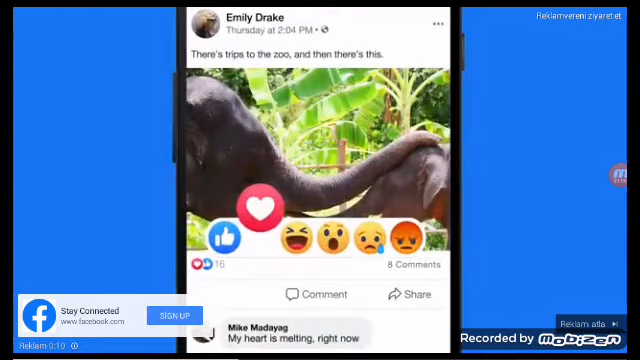 Emily Drake
Reklamvereni ziyaret et
Thursday at 2:04 PM •
There's trips to the zoo, and then there's this.
16
8 Comments
Comment
Share
Stay Connected
www.facebook.com
SIGN UP
Reklam 0:10
Mike Madayag
My heart is melting, right now
Reklamı atla
Recorded by Mobizen